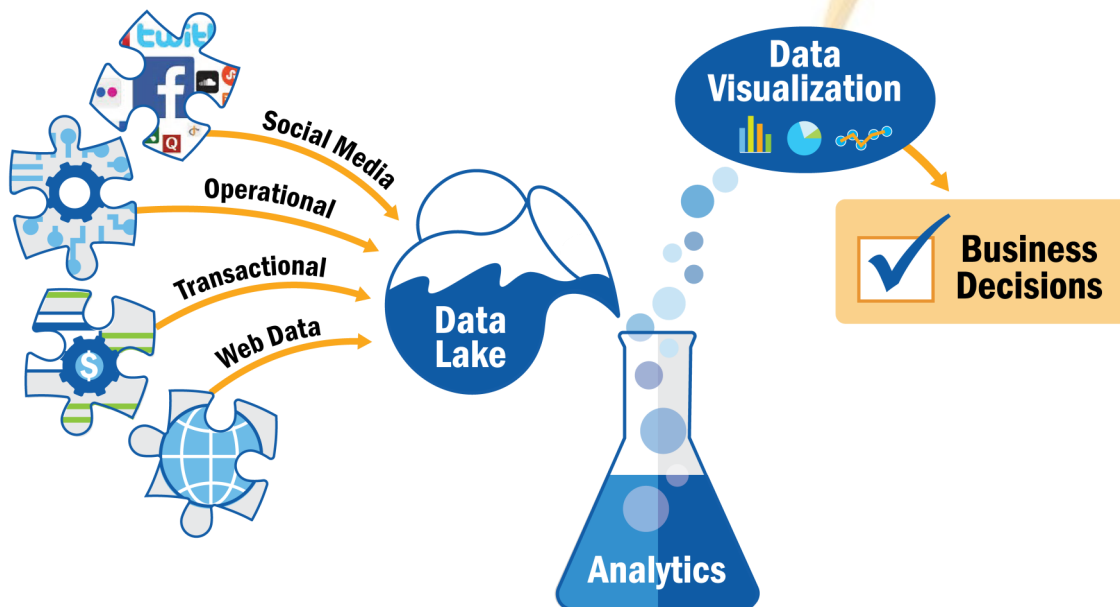 twit
f
Q
$
Social Media
Operational
Transactional
Web Data
Data
Lake
Analytics
Data
Visualization
Business
Decisions